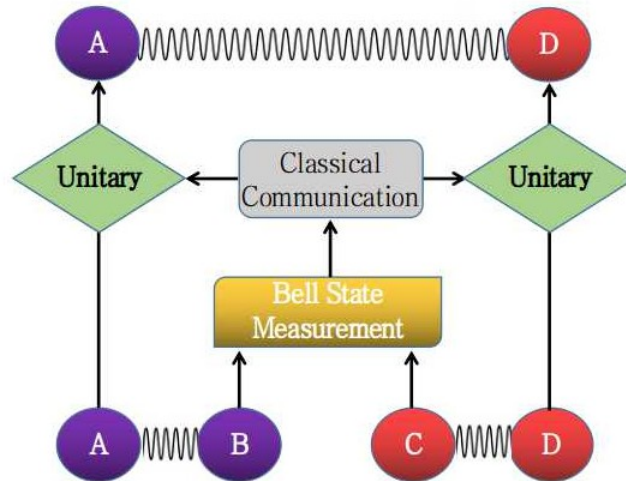 A
D
Unitary
Classical
Communication
Unitary
Bell State
Measurement
A
B
C
D